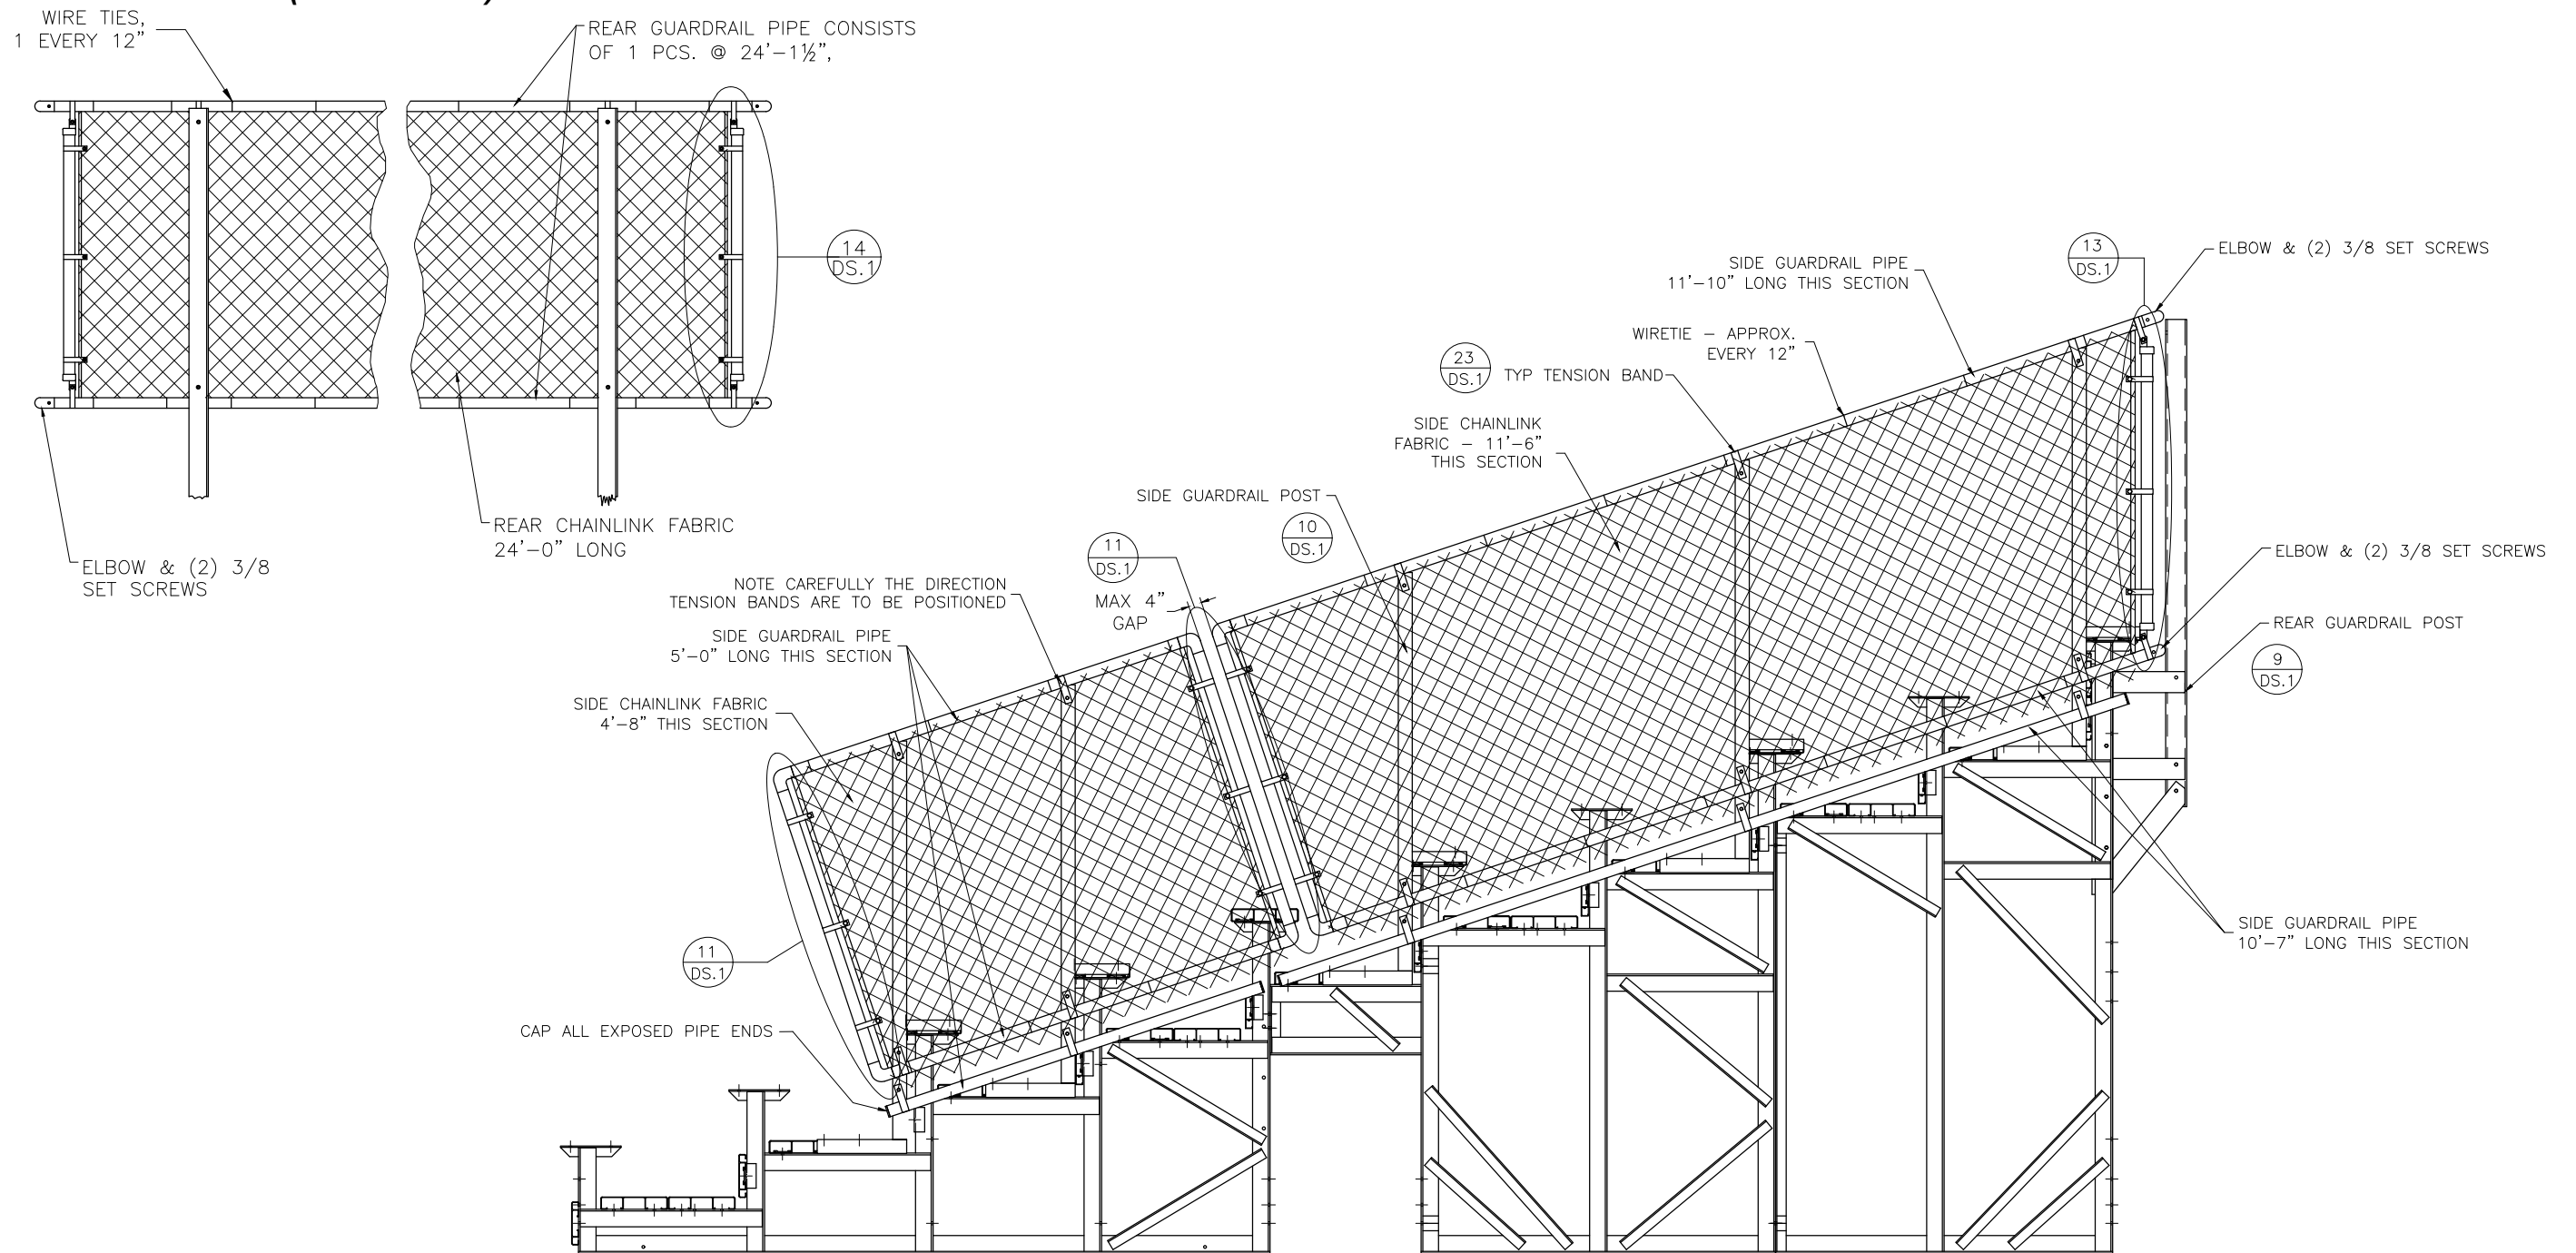 WIRE TIES,
1 EVERY 12”
REAR GUARDRAIL PIPE CONSISTS
OF 1 PCS. @ 24’–1½”,
14
DS.1
REAR CHAINLINK FABRIC
24’–0” LONG
ELBOW & (2) 3/8
SET SCREWS
13
DS.1
ELBOW & (2) 3/8 SET SCREWS
SIDE GUARDRAIL PIPE
11’–10” LONG THIS SECTION
WIRETIE – APPROX.
EVERY 12”
23
DS.1
TYP TENSION BAND
SIDE CHAINLINK
FABRIC – 11’–6”
THIS SECTION
SIDE GUARDRAIL POST
10
DS.1
11
DS.1
MAX 4”
GAP
NOTE CAREFULLY THE DIRECTION
TENSION BANDS ARE TO BE POSITIONED
SIDE GUARDRAIL PIPE
5’–0” LONG THIS SECTION
SIDE CHAINLINK FABRIC
4’–8” THIS SECTION
ELBOW & (2) 3/8 SET SCREWS
REAR GUARDRAIL POST
9
DS.1
SIDE GUARDRAIL PIPE
10’–7” LONG THIS SECTION
11
DS.1
CAP ALL EXPOSED PIPE ENDS